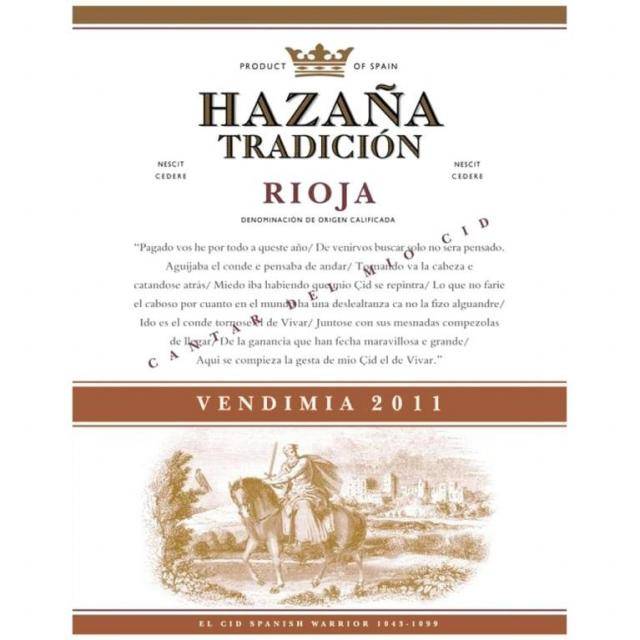 PRODUCT OF SPAIN
HAZAÑA
TRADICIÓN
NESCIT
CEDERE
NESCIT
CEDERE
RIOJA
DENOMINACIÓN DE ORIGEN CALIFICADA
CANTAR DEL MIO CID
“Pagado vos he por todo a queste año/ De venirvos buscar solo no sera pensado.
Aguijaba el conde e pensaba de andar/ Tornando va la cabeza e
catandose atrás/ Miedo iba habiendo que mio Çid se repintra/ Lo que no farie
el caboso por cuanto en el mundo ha una deslealtanza ca no la fizo alguandre/
Ido es el conde tornose el de Vivar/ Juntose con sus mesnadas compezolas
de llegar/ De la ganancia que han fecha maravillosa e grande/
Aqui se compieza la gesta de mio Çid el de Vivar.”
VENDIMIA 2011
EL CID SPANISH WARRIOR 1043-1099